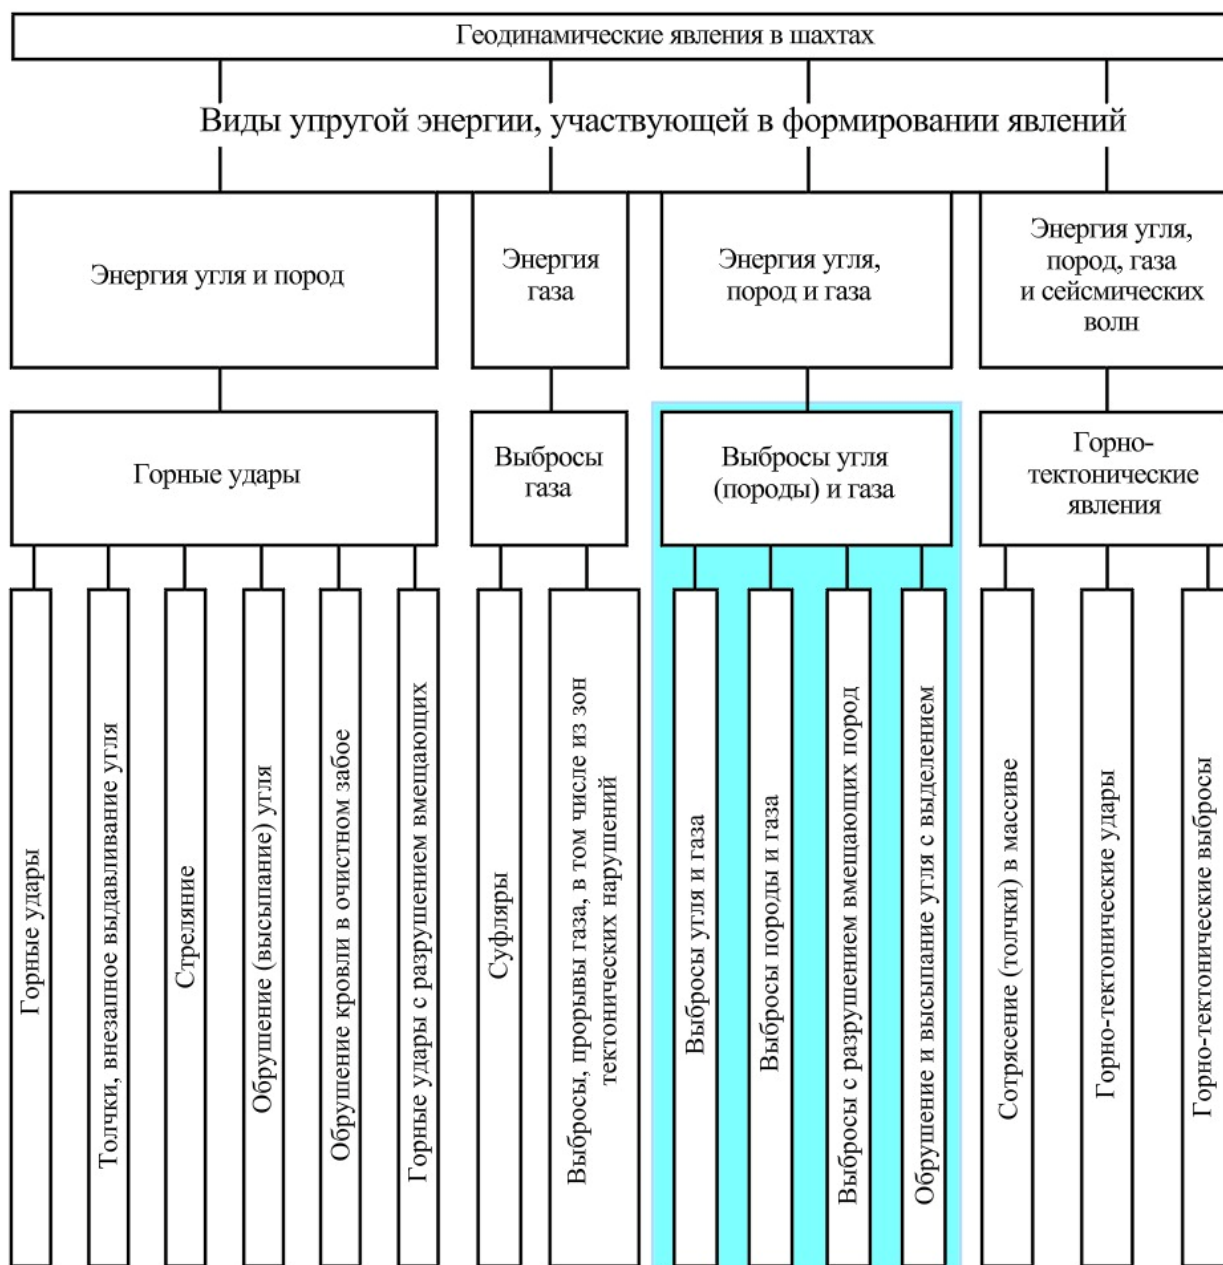 Геодинамические явления в шахтах
Виды упругой энергии, участвующей в формировании явлений
Энергия угля и пород
Энергия
газа
Энергия угля,
пород и газа
Энергия угля,
пород, газа
и сейсмических
волн
Горные удары
Выбросы
газа
Выбросы угля
(породы) и газа
Горно-
тектонические
явления
Горные удары
Толчки, внезапное выдавливание угля
Стреляние
Обрушение (высыпание) угля
Обрушение кровли в очистном забое
Горные удары с разрушением вмещающих
Суфляры
Выбросы, прорывы газа, в том числе из зон
тектонических нарушений
Выбросы угля и газа
Выбросы породы и газа
Выбросы с разрушением вмещающих пород
Обрушение и высыпание угля с выделением
Сотрясение (толчки) в массиве
Горно-тектонические удары
Горно-тектонические выбросы